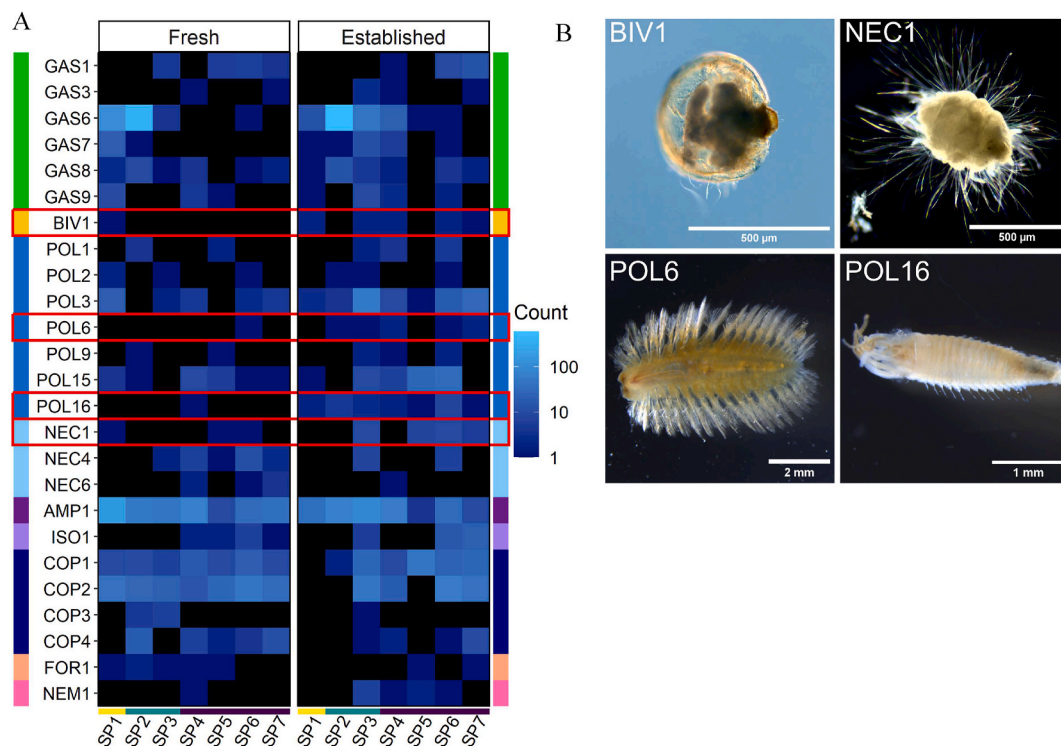 A
Fresh
Established
GAS1
GAS3
GAS6
GAS7
GAS8
GAS9
BIV1
POL1
POL2
POL3
POL6
POL9
POL15
POL16
NEC1
NEC4
NEC6
AMP1
ISO1
COP1
COP2
COP3
COP4
FOR1
NEM1
SP1 SP2 SP3 SP4 SP5 SP6 SP7
SP1 SP2 SP3 SP4 SP5 SP6 SP7
Count
100
10
1
B
BIV1
500 µm
NEC1
500 µm
POL6
2 mm
POL16
1 mm